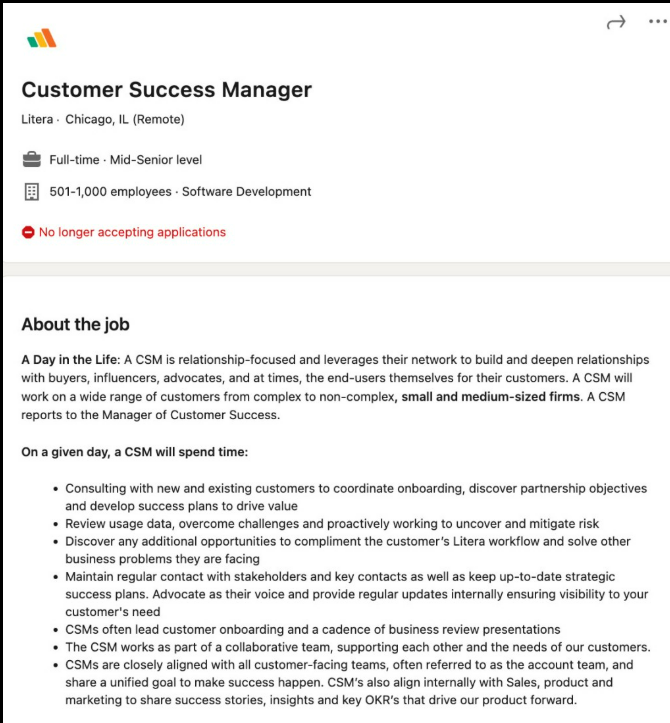 Customer Success Manager
Litera · Chicago, IL (Remote)
Full-time · Mid-Senior level
501-1,000 employees · Software Development
No longer accepting applications
About the job
A Day in the Life: A CSM is relationship-focused and leverages their network to build and deepen relationships
with buyers, influencers, advocates, and at times, the end-users themselves for their customers. A CSM will
work on a wide range of customers from complex to non-complex, small and medium-sized firms. A CSM
reports to the Manager of Customer Success.
On a given day, a CSM will spend time:
• Consulting with new and existing customers to coordinate onboarding, discover partnership objectives
and develop success plans to drive value
• Review usage data, overcome challenges and proactively working to uncover and mitigate risk
• Discover any additional opportunities to compliment the customer's Litera workflow and solve other
business problems they are facing
• Maintain regular contact with stakeholders and key contacts as well as keep up-to-date strategic
success plans. Advocate as their voice and provide regular updates internally ensuring visibility to your
customer's need
• CSMs often lead customer onboarding and a cadence of business review presentations
• The CSM works as part of a collaborative team, supporting each other and the needs of our customers.
• CSMs are closely aligned with all customer-facing teams, often referred to as the account team, and
share a unified goal to make success happen. CSM's also align internally with Sales, product and
marketing to share success stories, insights and key OKR's that drive our product forward.